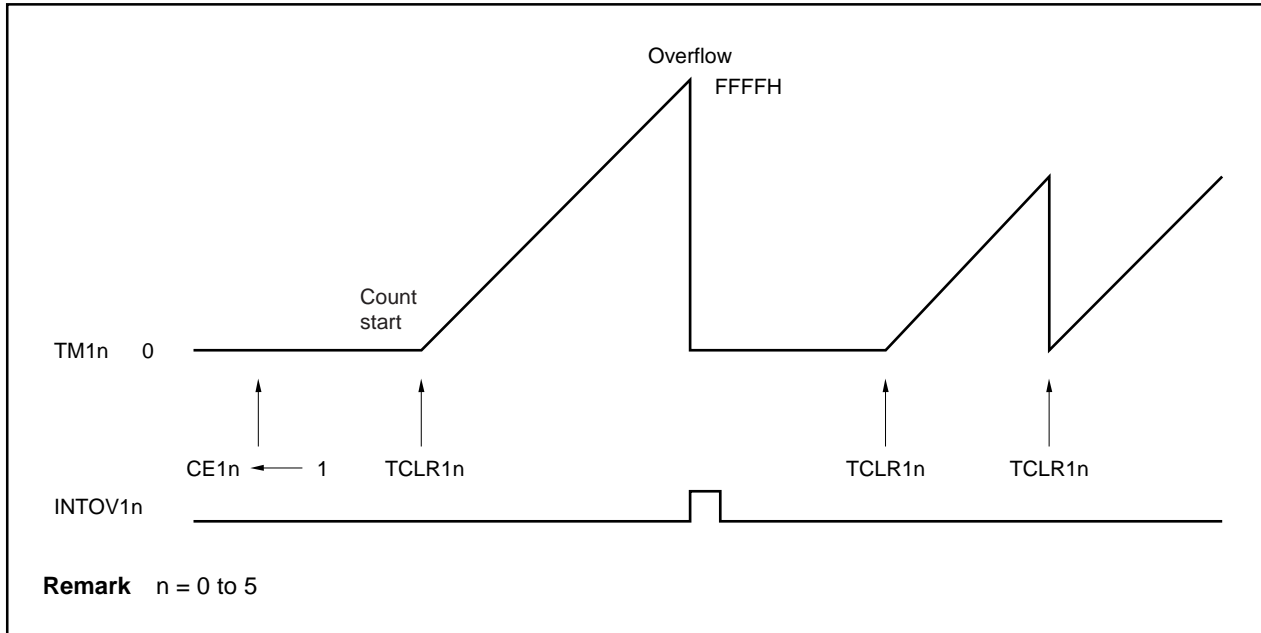 Overflow
FFFFH
Count
start
TM1n 0
CE1n 1 TCLR1n TCLR1n TCLR1n
INTOV1n
Remark n = 0 to 5